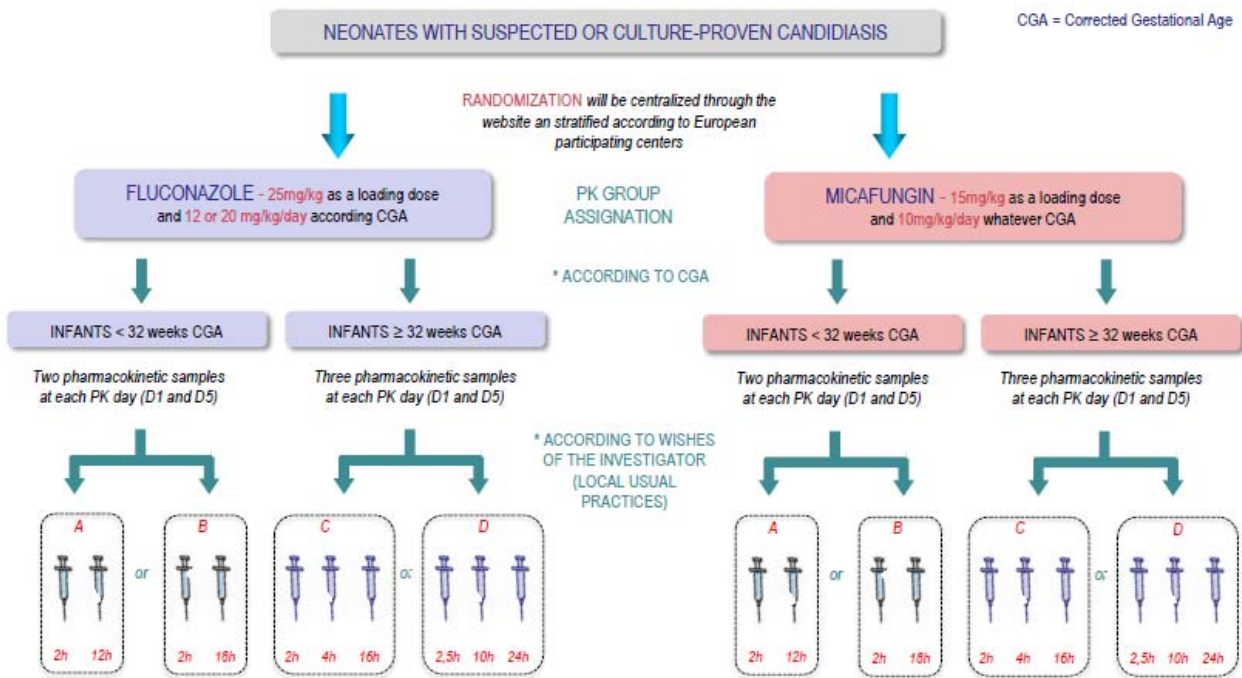 CGA = Corrected Gestational Age
NEONATES WITH SUSPECTED OR CULTURE-PROVEN CANDIDIASIS
RANDOMIZATION will be centralized through the
website an stratified according to European
participating centers
FLUCONAZOLE - 25mg/kg as a loading dose
and 12 or 20 mg/kg/day according CGA
PK GROUP
ASSIGNATION
MICAFUNGIN - 15mg/kg as a loading dose
and 10mg/kg/day whatever CGA
* ACCORDING TO CGA
INFANTS < 32 weeks CGA
INFANTS ≥ 32 weeks CGA
INFANTS < 32 weeks CGA
INFANTS ≥ 32 weeks CGA
Two pharmacokinetic samples
at each PK day (D1 and D5)
Three pharmacokinetic samples
at each PK day (D1 and D5)
Two pharmacokinetic samples
at each PK day (D1 and D5)
Three pharmacokinetic samples
at each PK day (D1 and D5)
* ACCORDING TO WISHES
OF THE INVESTIGATOR
(LOCAL USUAL
PRACTICES)
A
2h 12h
or
B
2h 18h
C
2h 4h 16h
or
D
2,5h 10h 24h
A
2h 12h
or
B
2h 18h
C
2h 4h 16h
or
D
2,5h 10h 24h